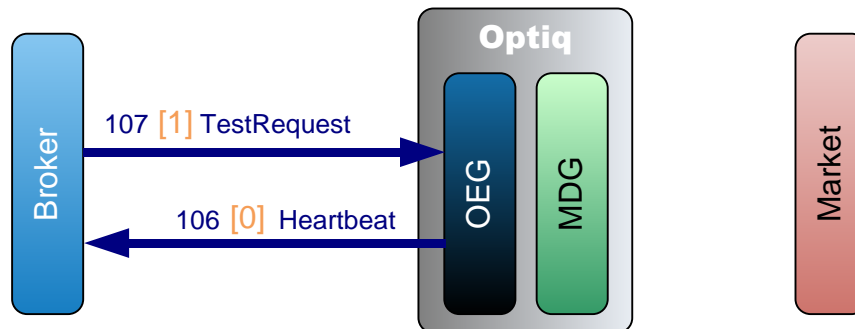 Optiq
Broker
107 [1] TestRequest
106 [0] Heartbeat
OEG
MDG
Market